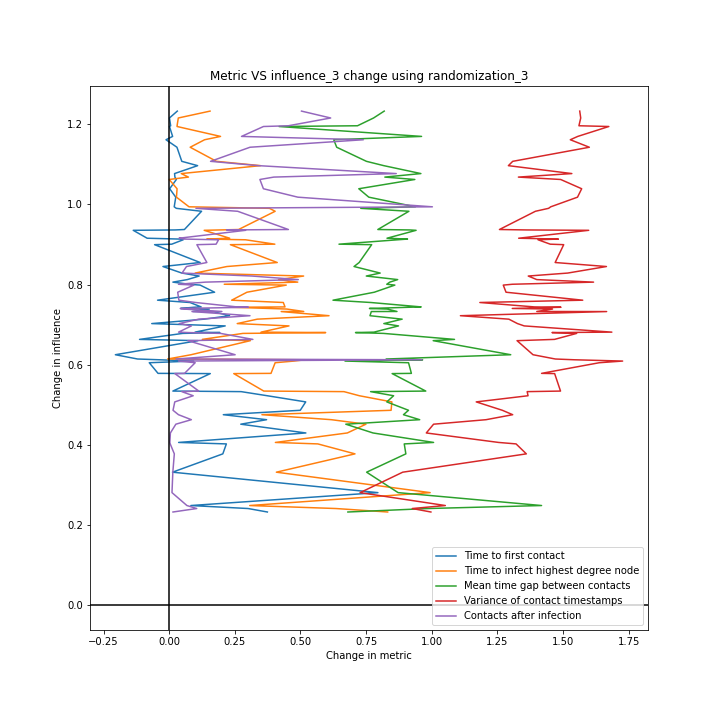 Metric VS influence_3 change using randomization_3
Change in influence
1.2
1.0
0.8
0.6
0.4
0.2
0.0
Time to first contact
Time to infect highest degree node
Mean time gap between contacts
Variance of contact timestamps
Contacts after infection
−0.25 0.00 0.25 0.50 0.75 1.00 1.25 1.50 1.75
Change in metric